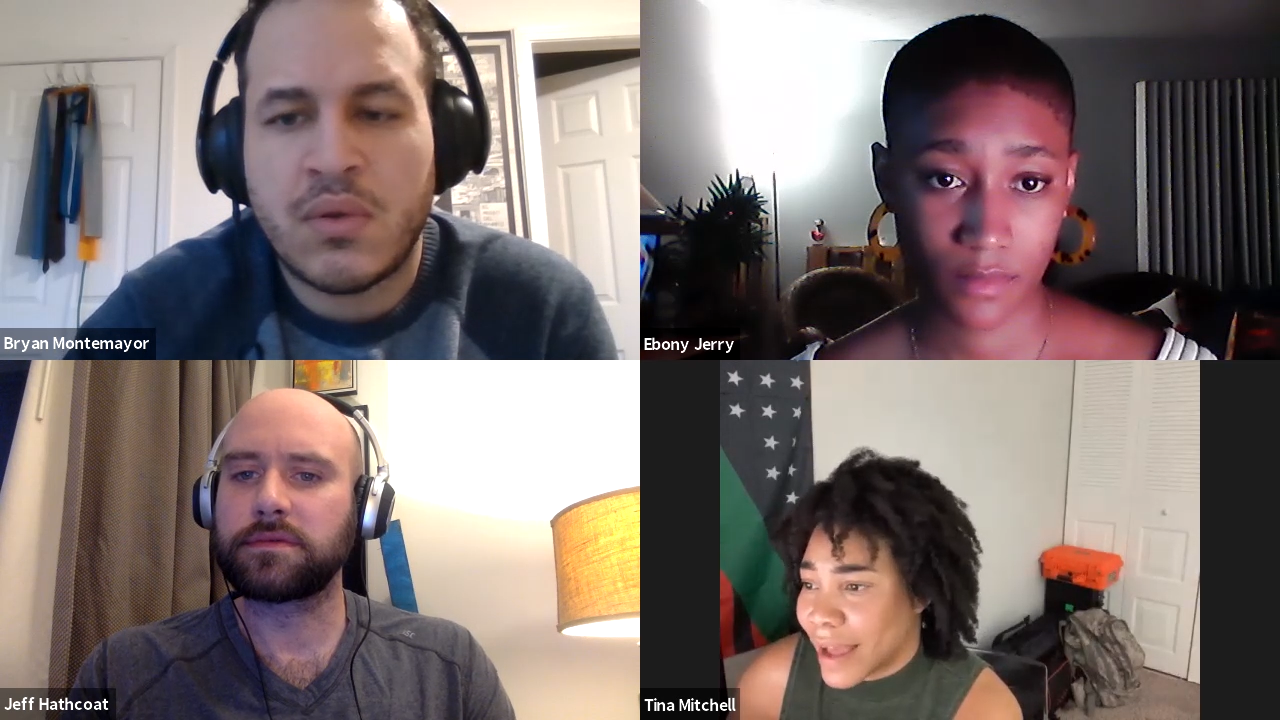 Bryan Montemayor
Ebony Jerry
Jeff Hathcoat
Tina Mitchell